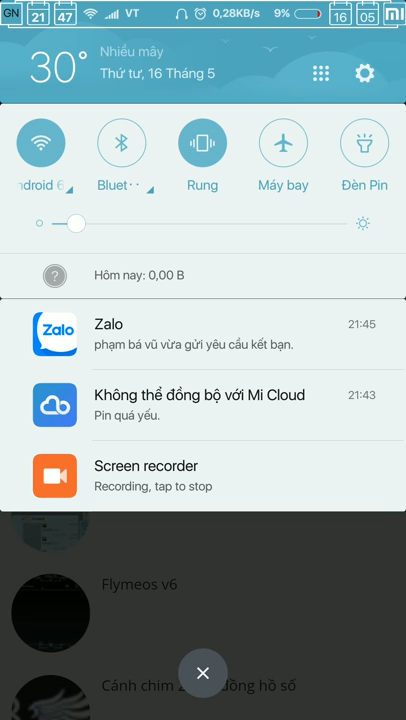 GN 21 47 VT 0,28KB/s 9% 16 05 mi
30° Nhiều mây
Thứ tư, 16 Tháng 5
ndroid 6 Bluet·· Rung Máy bay Đèn Pin
? Hôm nay: 0,00 B
Zalo Zalo 21:45
phạm bá vũ vừa gửi yêu cầu kết bạn.
Không thể đồng bộ với Mi Cloud 21:43
Pin quá yếu.
Screen recorder
Recording, tap to stop
Flymeos v6
Cánh chim đồng hồ số